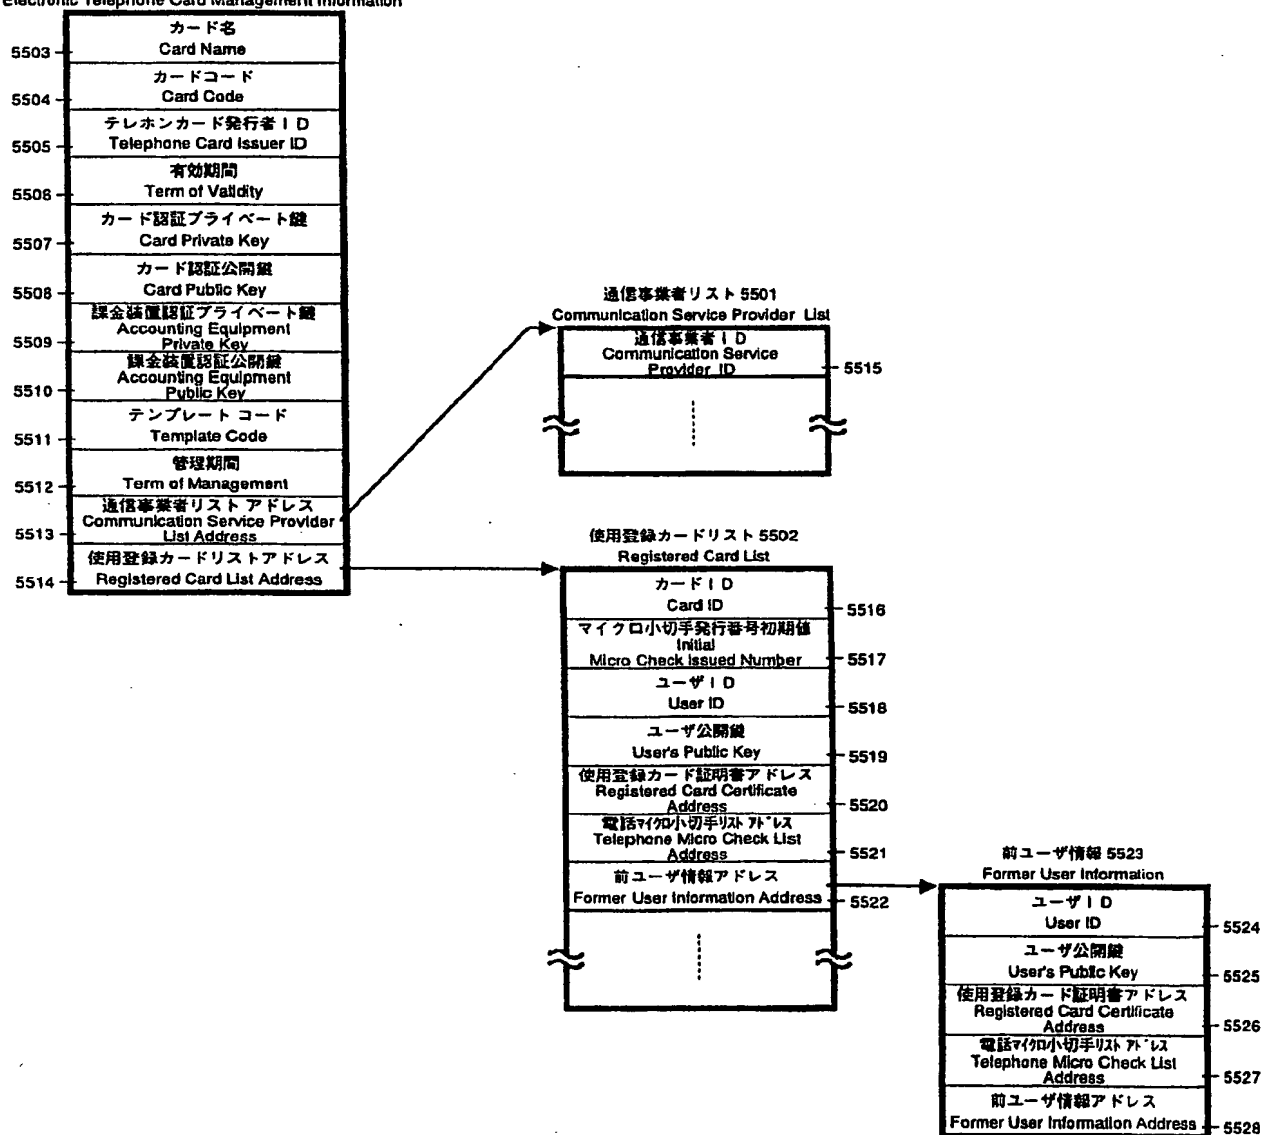 Electronic Telephone Card Management Information
カード名
Card Name
5503
カードコード
Card Code
5504
テレホンカード発行者ID
Telephone Card Issuer ID
5505
有効期間
Term of Validity
5508
カード認証プライベート鍵
Card Private Key
5507
カード認証公開鍵
Card Public Key
5508
課金装置認証プライベート鍵
Accounting Equipment
Private Key
5509
課金装置認証公開鍵
Accounting Equipment
Public Key
5510
テンプレート コード
Template Code
5511
管理期間
Term of Management
5512
通信事業者リスト アドレス
Communication Service Provider
List Address
5513
使用登録カードリストアドレス
Registered Card List Address
5514
通信事業者リスト 5501
Communication Service Provider List
通信事業者ID
Communication Service
Provider ID
5515
使用登録カードリスト 5502
Registered Card List
カードID
Card ID
5516
マイクロ小切手発行番号初期値
Initial
Micro Check Issued Number
5517
ユーザID
User ID
5518
ユーザ公開鍵
User's Public Key
5519
使用登録カード証明書アドレス
Registered Card Certificate
Address
5520
電話マイクロ小切手リスト アドレス
Telephone Micro Check List
Address
5521
前ユーザ情報アドレス
Former User Information Address
5522
前ユーザ情報 5523
Former User Information
ユーザID
User ID
5524
ユーザ公開鍵
User's Public Key
5525
使用登録カード証明書アドレス
Registered Card Certificate
Address
5526
電話マイクロ小切手リスト アドレス
Telephone Micro Check List
Address
5527
前ユーザ情報アドレス
Former User Information Address
5528